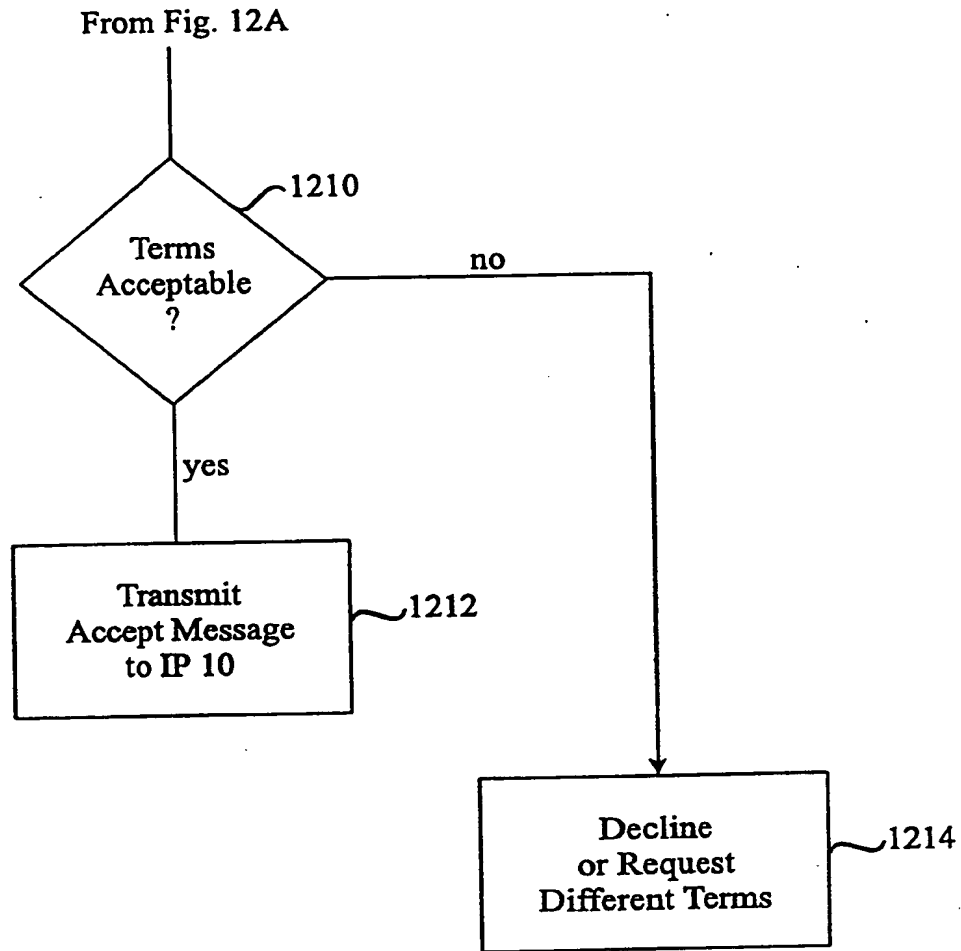 From Fig. 12A
1210
Terms
Acceptable
?
no
yes
Transmit
Accept Message
to IP 10
1212
Decline
or Request
Different Terms
1214